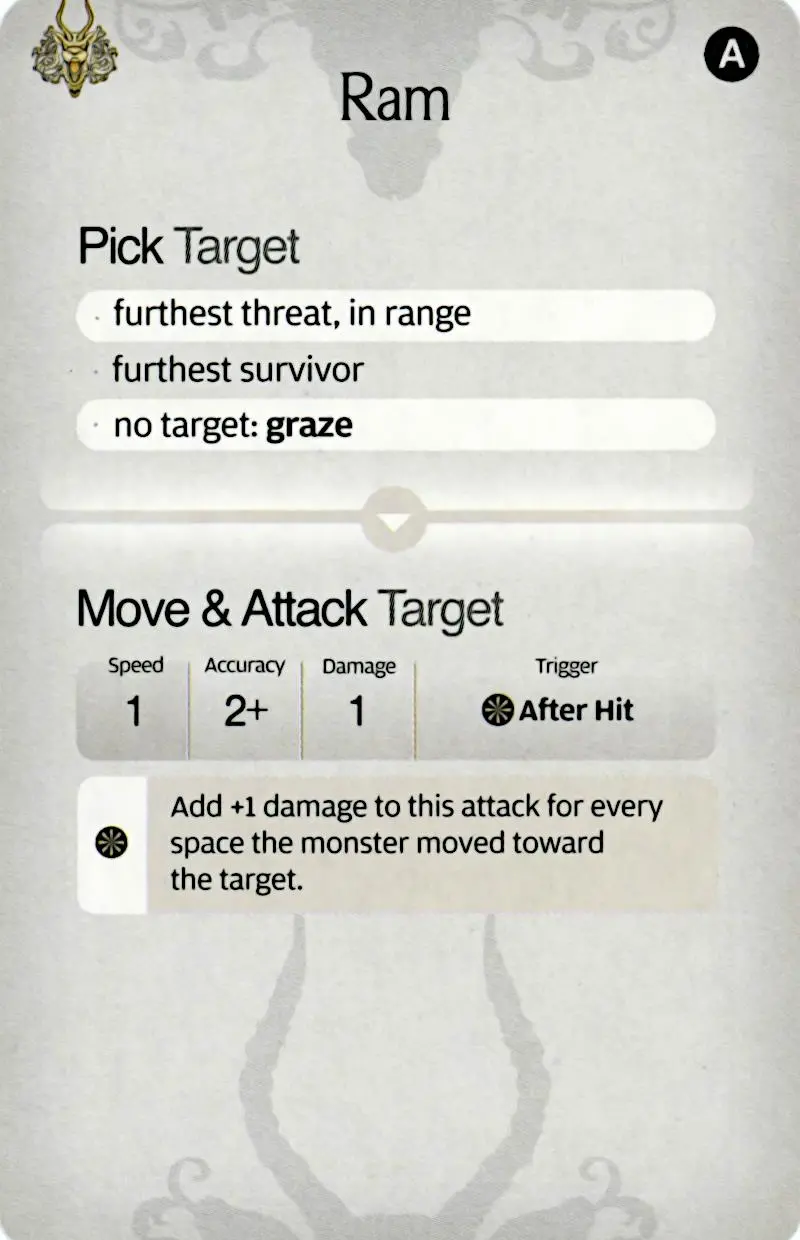 A
Ram
Pick Target
· furthest threat, in range
· furthest survivor
· no target: graze
Move & Attack Target
Speed Accuracy Damage Trigger
1 2+ 1 After Hit
Add +1 damage to this attack for every
space the monster moved toward
the target.